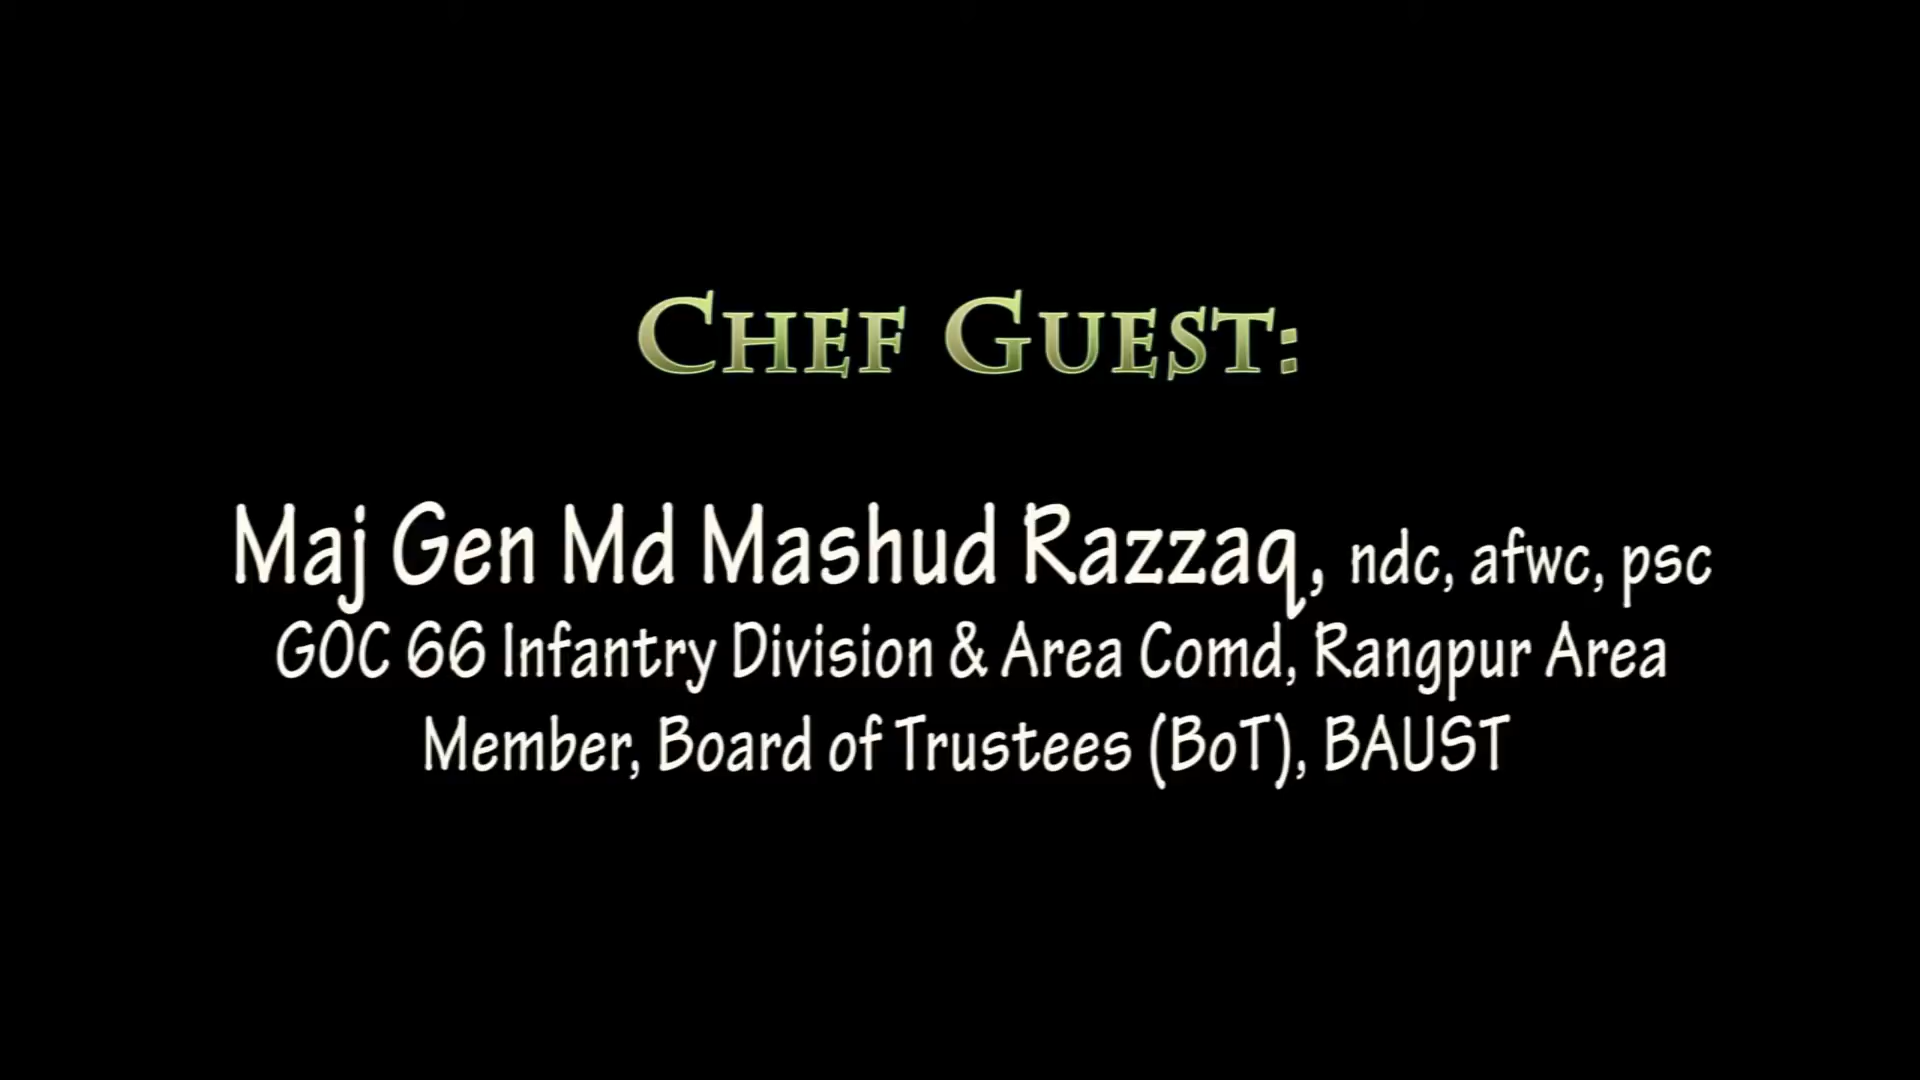 CHEF GUEST:
Maj Gen Md Mashud Razzaq, ndc, afwc, psc
GOC 66 Infantry Division & Area Comd, Rangpur Area
Member, Board of Trustees (BoT), BAUST